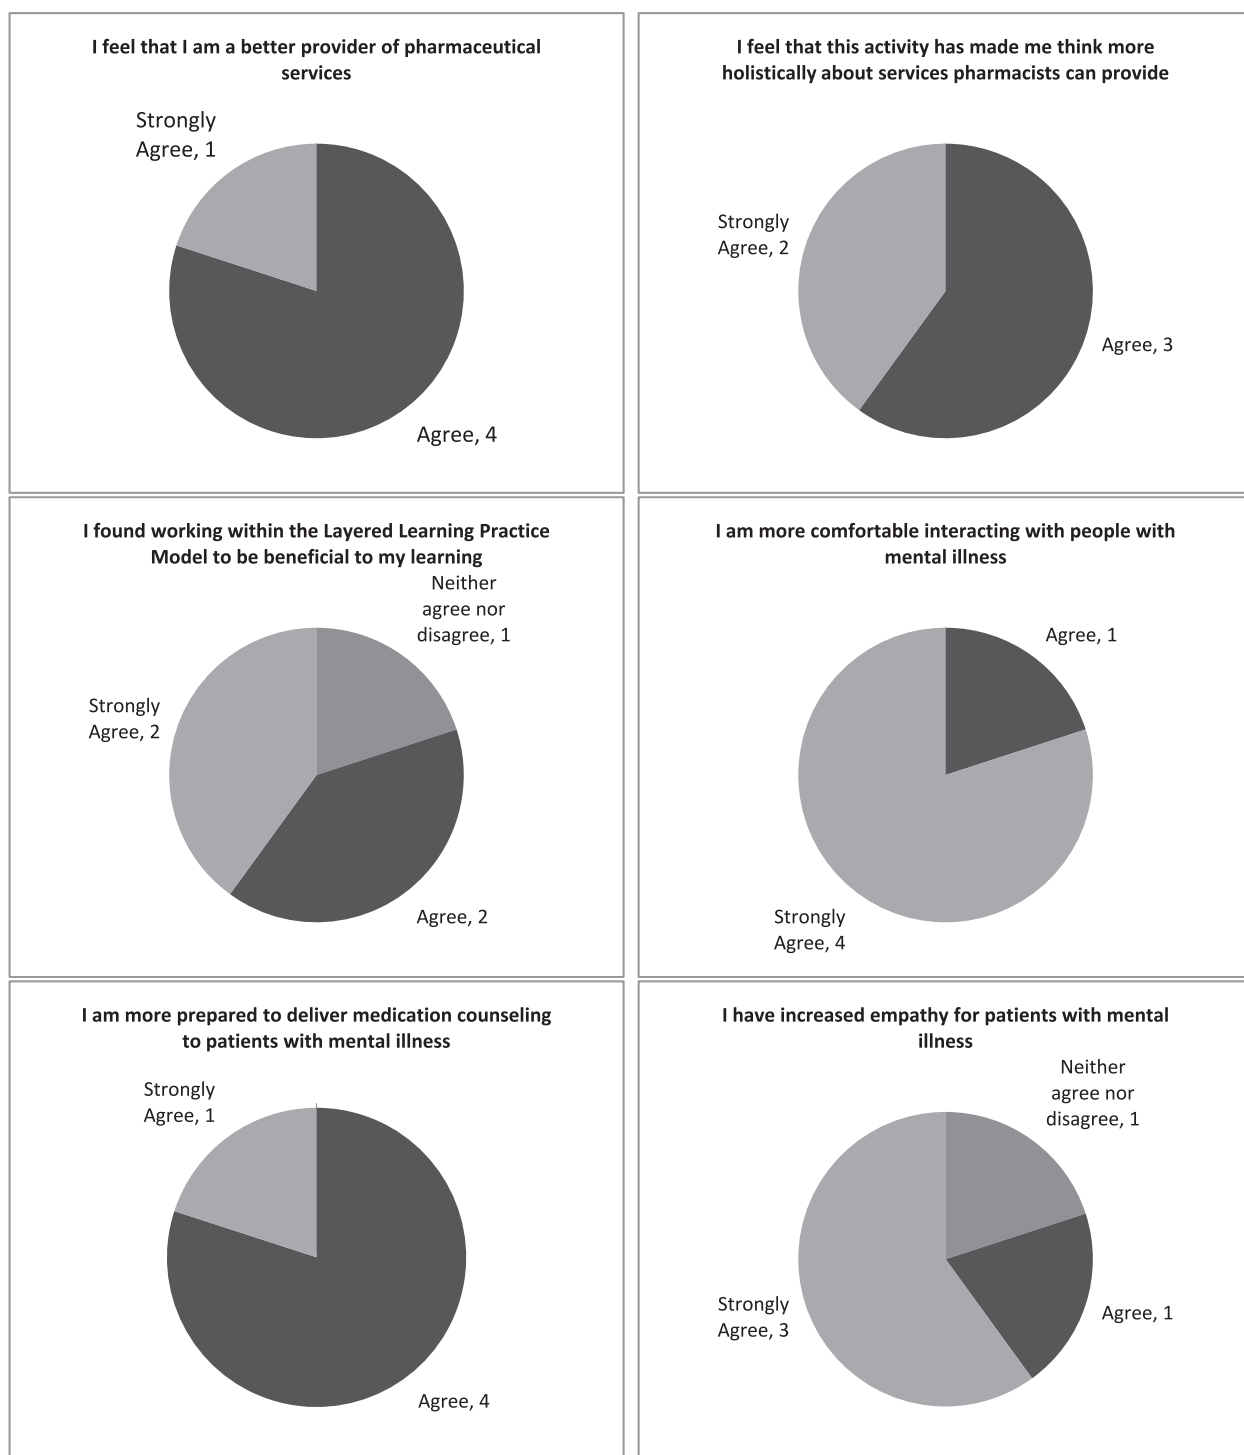 I feel that I am a better provider of pharmaceutical
services
Strongly
Agree, 1
Agree, 4
I feel that this activity has made me think more
holistically about services pharmacists can provide
Strongly
Agree, 2
Agree, 3
I found working within the Layered Learning Practice
Model to be beneficial to my learning
Neither
agree nor
disagree, 1
Strongly
Agree, 2
Agree, 2
I am more comfortable interacting with people with
mental illness
Agree, 1
Strongly
Agree, 4
I am more prepared to deliver medication counseling
to patients with mental illness
Strongly
Agree, 1
Agree, 4
I have increased empathy for patients with mental
illness
Neither
agree nor
disagree, 1
Strongly
Agree, 3
Agree, 1